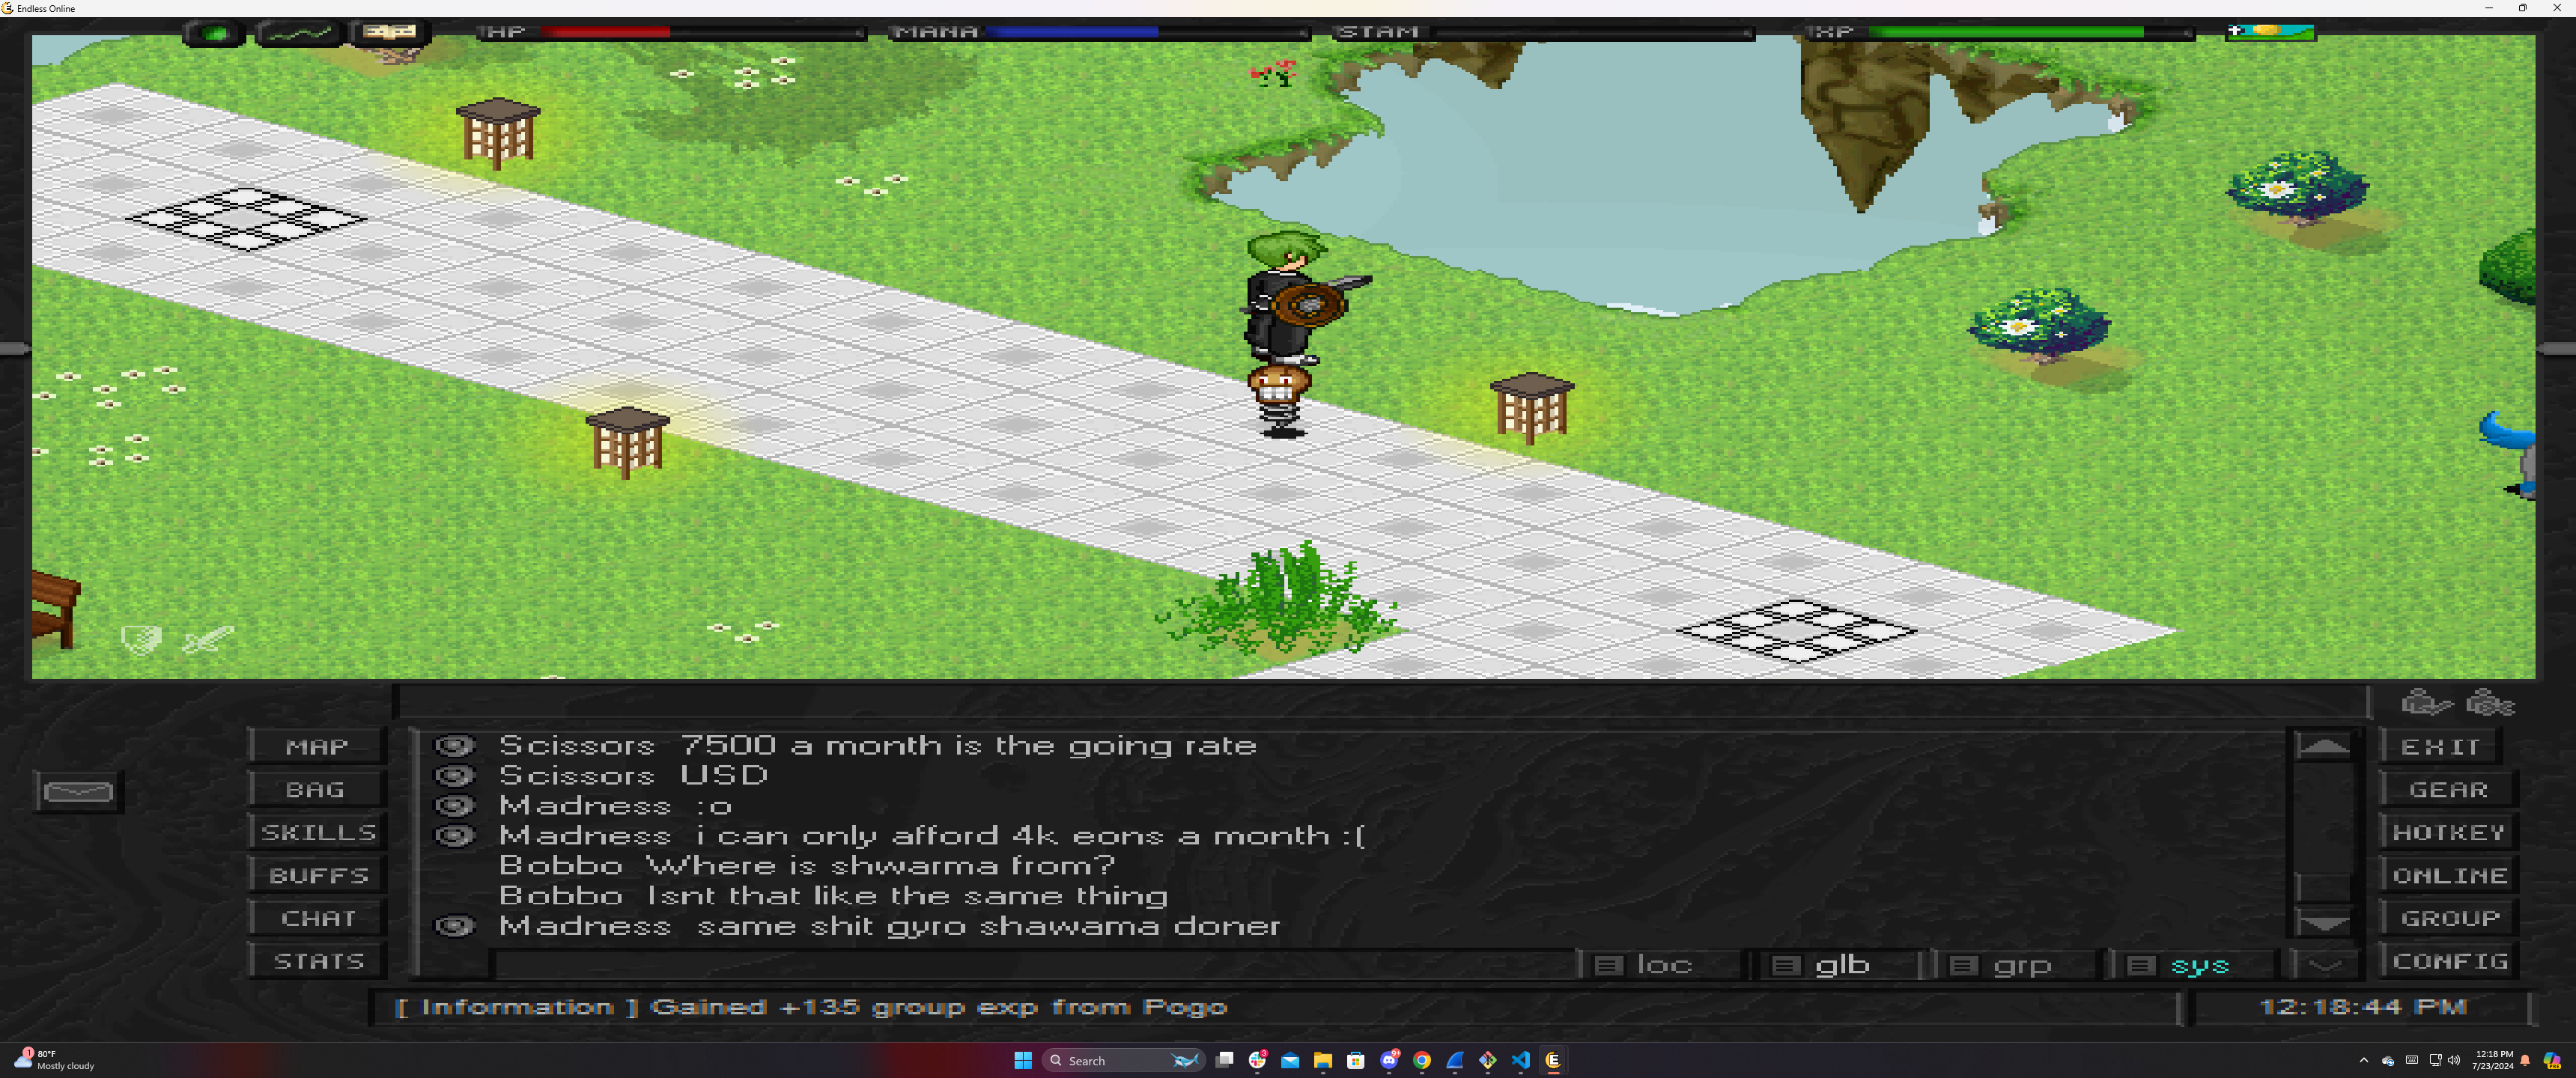 Endless Online
HP
MANA
STAM
XP
Scissors 7500 a month is the going rate
Scissors USD
Madness :o
Madness i can only afford 4k eons a month :(
Bobbo Where is shwarma from?
Bobbo Isnt that like the same thing
Madness same shit gyro shawama doner
MAP
BAG
SKILLS
BUFFS
CHAT
STATS
EXIT
GEAR
HOTKEY
ONLINE
GROUP
CONFIG
loc
glb
grp
sys
[ Information ] Gained +135 group exp from Pogo
12:18:44 PM
1
80°F
Mostly cloudy
Search
3
9+
12:18 PM
7/23/2024